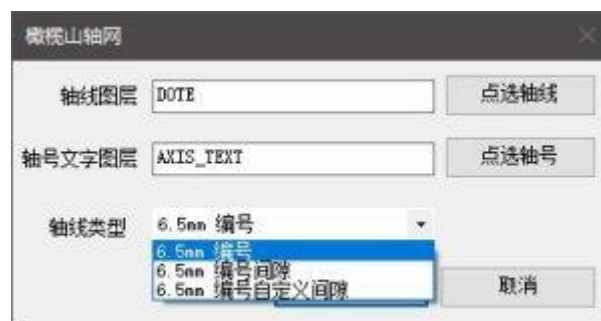 橄榄山轴网
轴线图层 DOTE 点选轴线
轴号文字图层 AXIS_TEXT 点选轴号
轴线类型 6.5mm 编号
6.5mm 编号
6.5mm 编号间隙
6.5mm 编号自定义间隙
取消